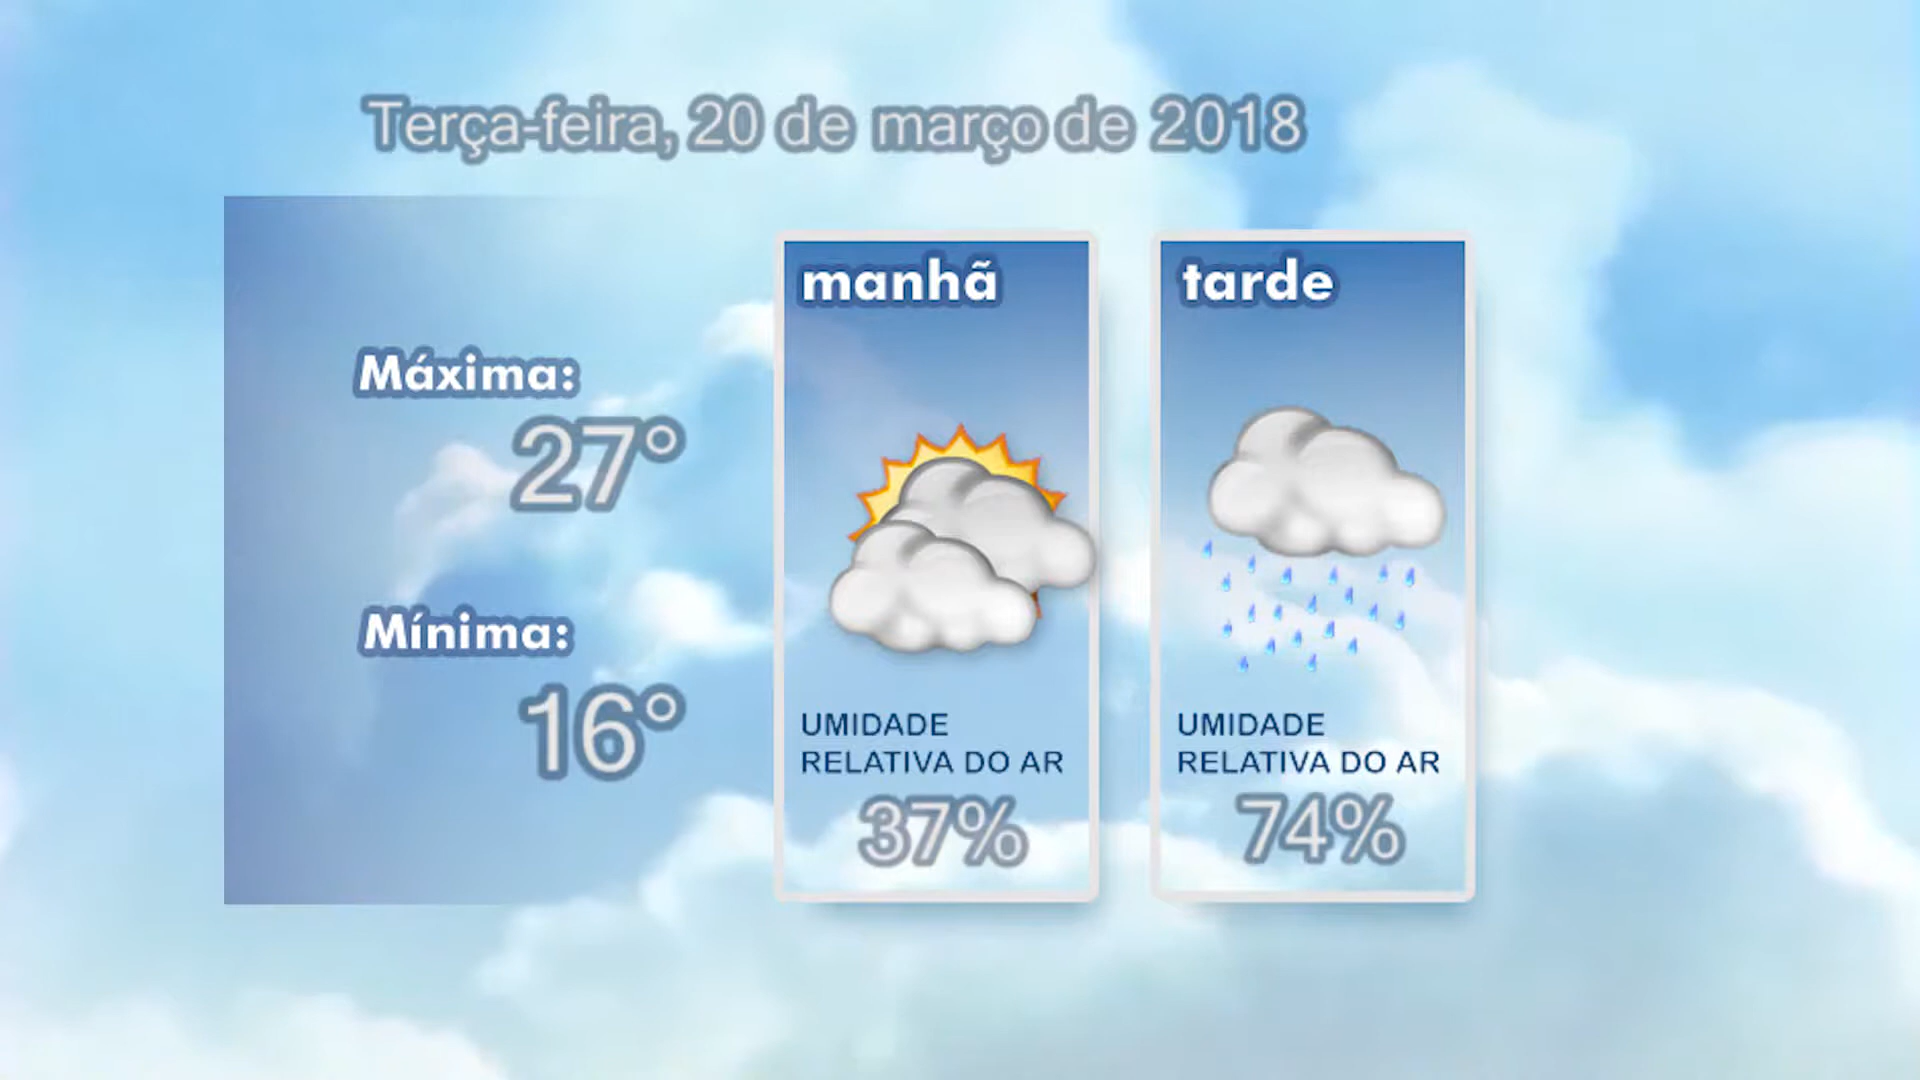 Terça-feira, 20 de março de 2018
Máxima:
27°
Mínima:
16°
manhã
UMIDADE
RELATIVA DO AR
37%
tarde
UMIDADE
RELATIVA DO AR
74%